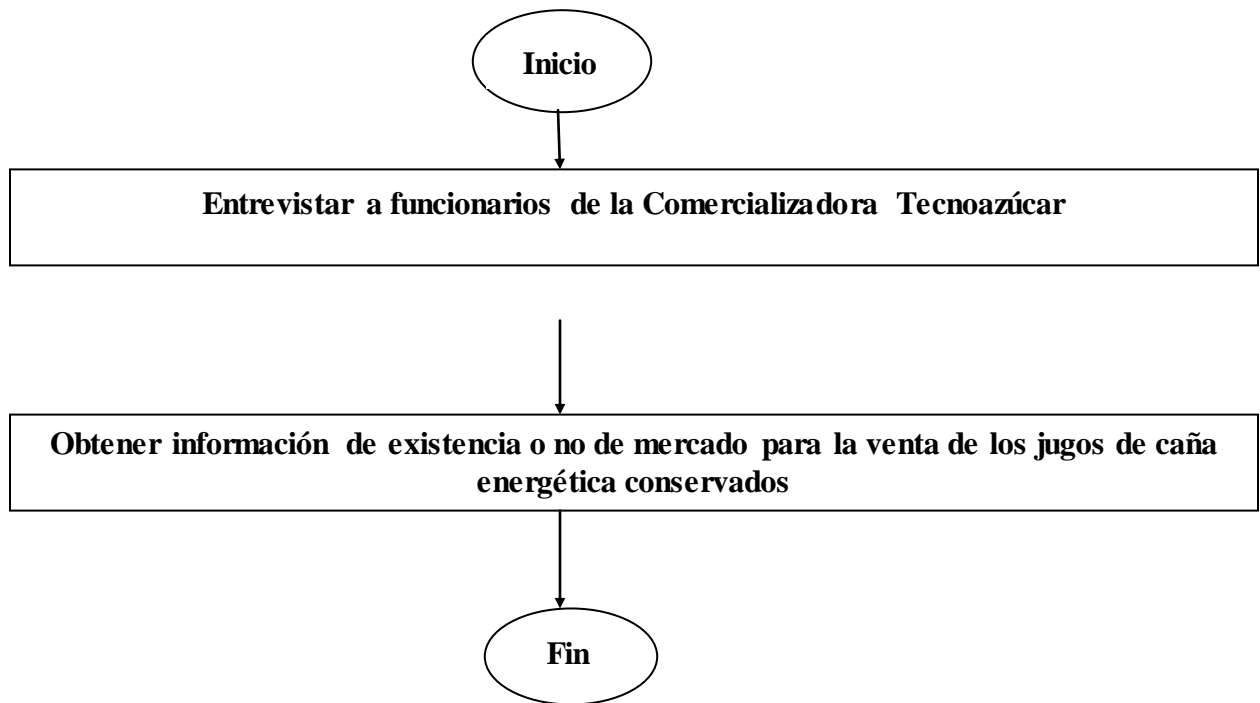 Inicio
Entrevistar a funcionarios de la Comercializadora Tecnoazúcar
Obtener información de existencia o no de mercado para la venta de los jugos de caña
energética conservados
Fin